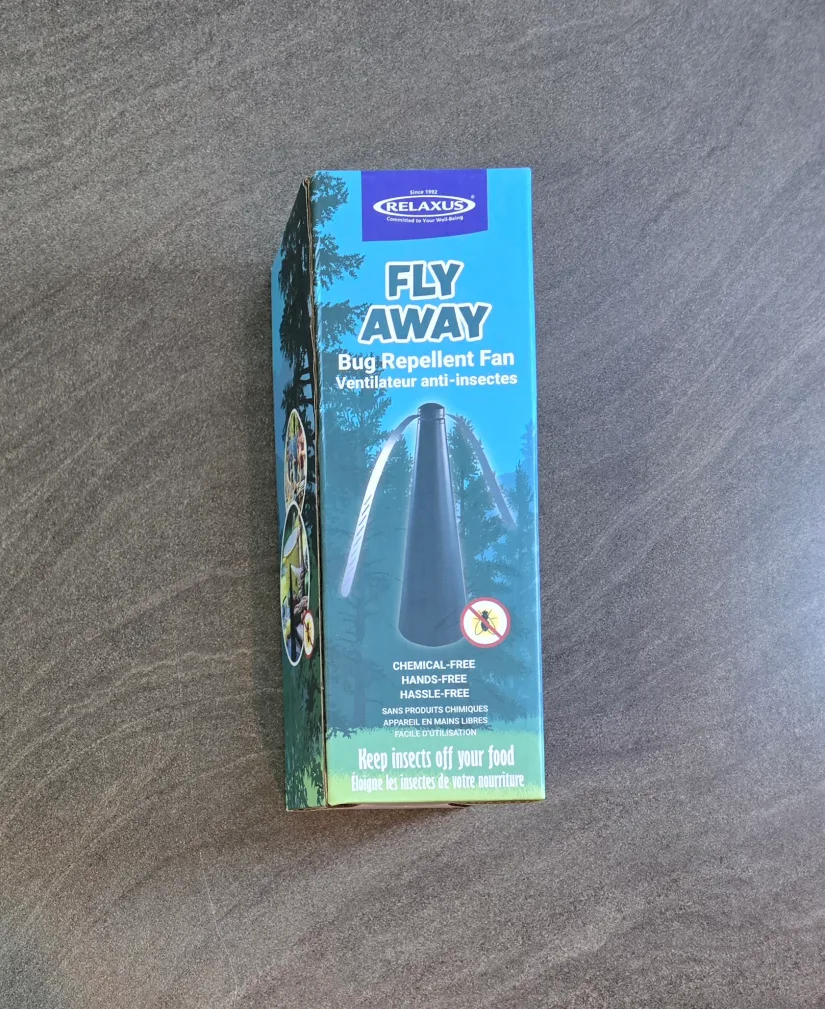 Since 1992
RELAXUS®
Committed to Your Well-Being
FLY
AWAY
Bug Repellent Fan
Ventilateur anti-insectes
CHEMICAL-FREE
HANDS-FREE
HASSLE-FREE
SANS PRODUITS CHIMIQUES
APPAREIL EN MAINS LIBRES
FACILE D'UTILISATION
Keep insects off your food
Éloigne les insectes de votre nourriture